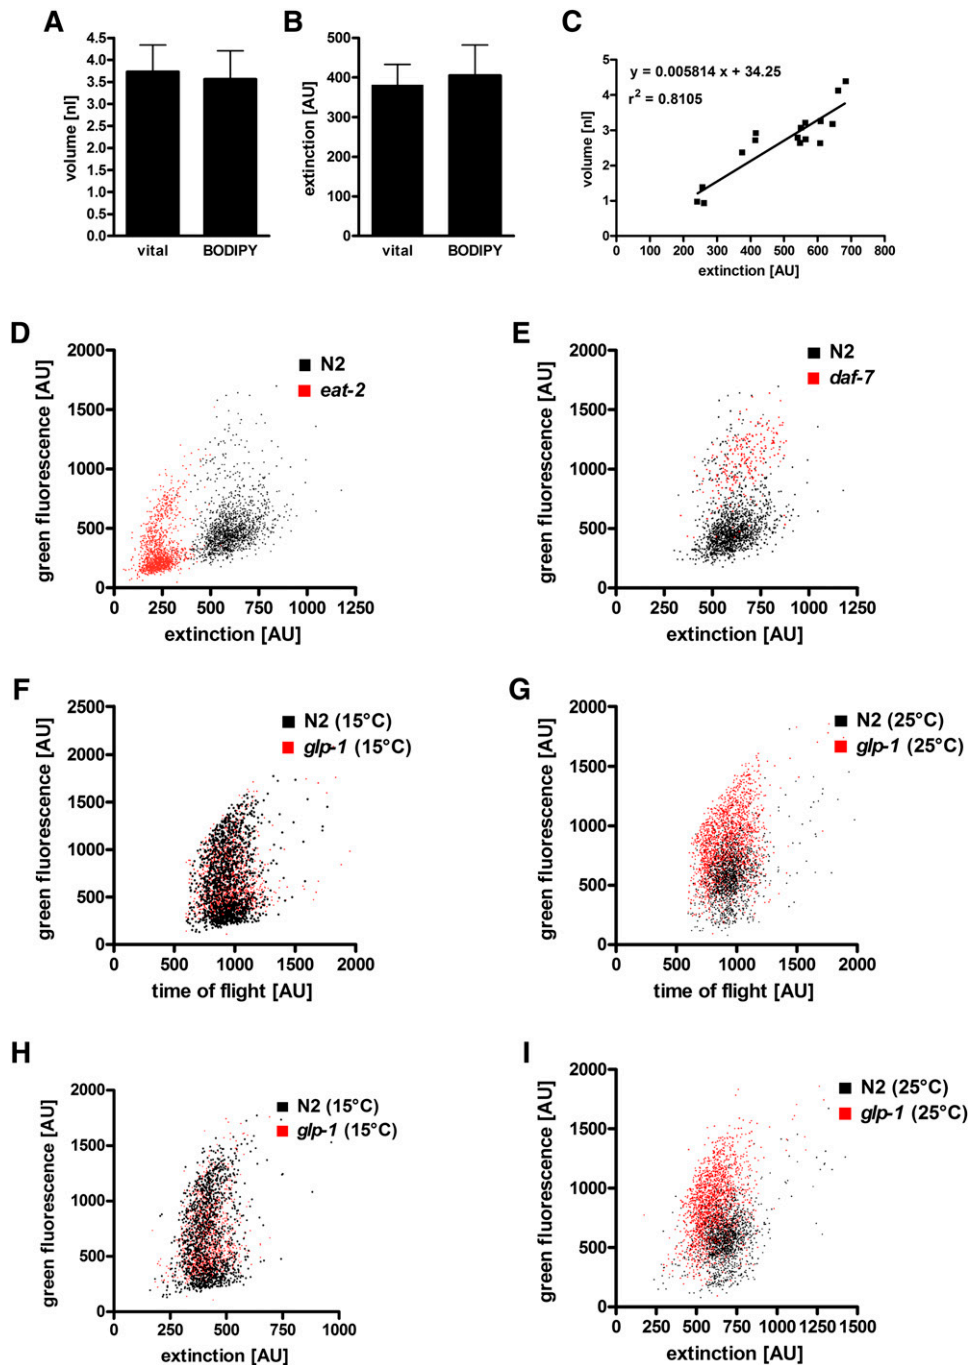 A
volume [nl]
4.5
4.0
3.5
3.0
2.5
2.0
1.5
1.0
0.5
0.0
vital BODIPY
B
extinction [AU]
500
400
300
200
100
0
vital BODIPY
C
y = 0.005814 x + 34.25
r² = 0.8105
volume [nl]
5
4
3
2
1
0
0 100 200 300 400 500 600 700 800
extinction [AU]
D
N2
eat-2
green fluorescence [AU]
2000
1500
1000
500
0
0 250 500 750 1000 1250
extinction [AU]
E
N2
daf-7
green fluorescence [AU]
2000
1500
1000
500
0
0 250 500 750 1000 1250
extinction [AU]
F
N2 (15°C)
glp-1 (15°C)
green fluorescence [AU]
2500
2000
1500
1000
500
0
0 500 1000 1500 2000
time of flight [AU]
G
N2 (25°C)
glp-1 (25°C)
green fluorescence [AU]
2000
1500
1000
500
0
0 500 1000 1500 2000
time of flight [AU]
H
N2 (15°C)
glp-1 (15°C)
green fluorescence [AU]
2000
1500
1000
500
0
0 250 500 750 1000
extinction [AU]
I
N2 (25°C)
glp-1 (25°C)
green fluorescence [AU]
2000
1500
1000
500
0
0 250 500 750 1000 1250 1500
extinction [AU]